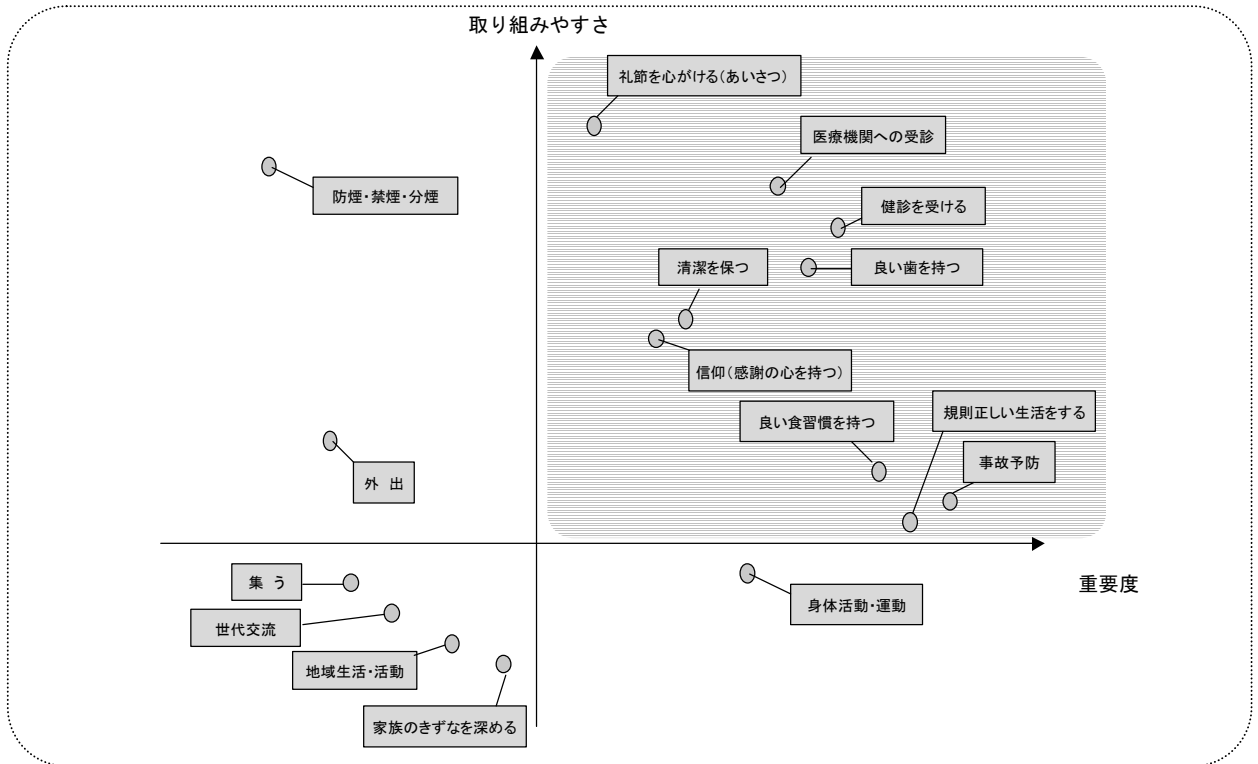 取り組みやすさ
礼節を心がける（あいさつ）
医療機関への受診
防煙・禁煙・分煙
健診を受ける
清潔を保つ
良い歯を持つ
信仰（感謝の心を持つ）
規則正しい生活をする
良い食習慣を持つ
事故予防
外 出
集 う
重要度
身体活動・運動
世代交流
地域生活・活動
家族のきずなを深める